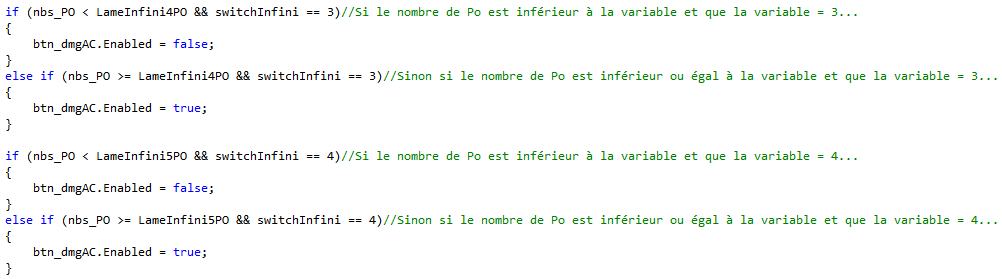 if (nbs_PO < LameInfini4PO && switchInfini == 3)//Si le nombre de Po est inférieur à la variable et que la variable = 3...
{
    btn_dmgAC.Enabled = false;
}
else if (nbs_PO >= LameInfini4PO && switchInfini == 3)//Sinon si le nombre de Po est inférieur ou égal à la variable et que la variable = 3...
{
    btn_dmgAC.Enabled = true;
}
if (nbs_PO < LameInfini5PO && switchInfini == 4)//Si le nombre de Po est inférieur à la variable et que la variable = 4...
{
    btn_dmgAC.Enabled = false;
}
else if (nbs_PO >= LameInfini5PO && switchInfini == 4)//Sinon si le nombre de Po est inférieur ou égal à la variable et que la variable = 4...
{
    btn_dmgAC.Enabled = true;
}